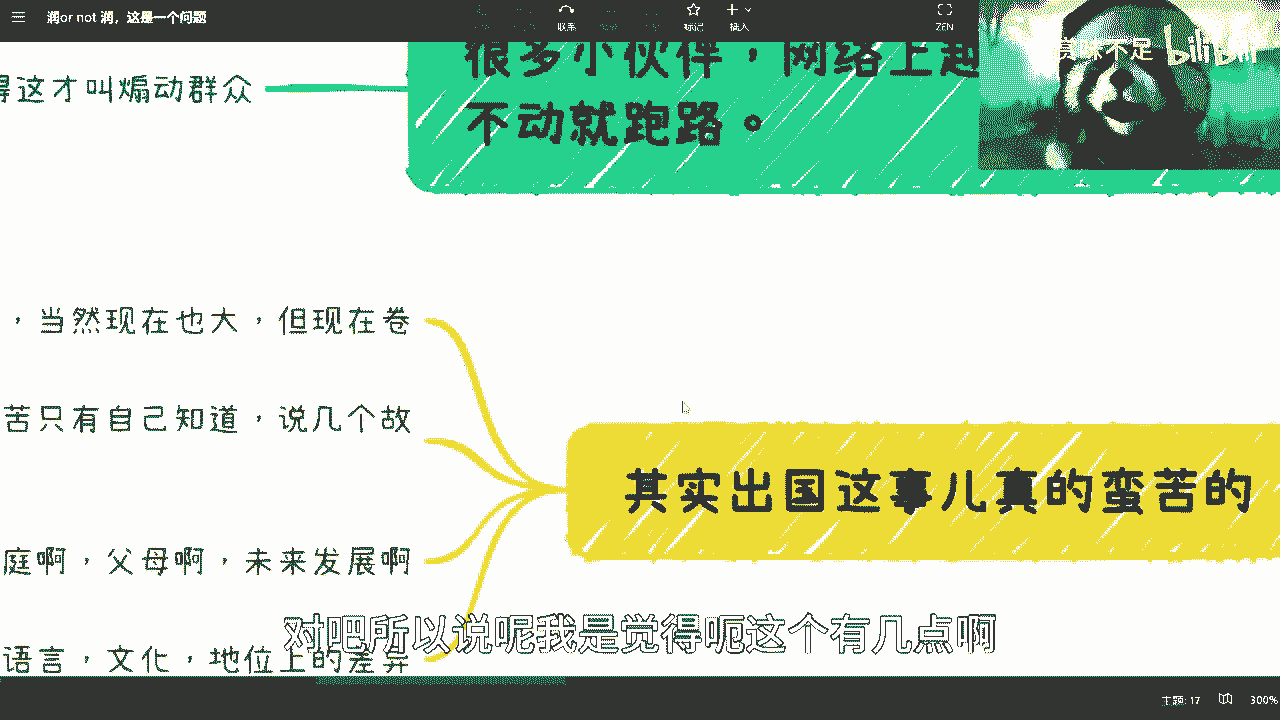 润or not 润，这是一个问题
联系
标记
插入
ZEN
不足 bilibili
很多小伙伴，网络上起
不动就跑路。
得这才叫煽动群众
，当然现在也大，但现在卷
苦只有自己知道，说几个故
其实出国这事儿真的蛮苦的
庭啊，父母啊，未来发展啊
语言，文化，地位上的差异
对吧所以说呢我是觉得呃这个有几点啊
主题: 17
300%